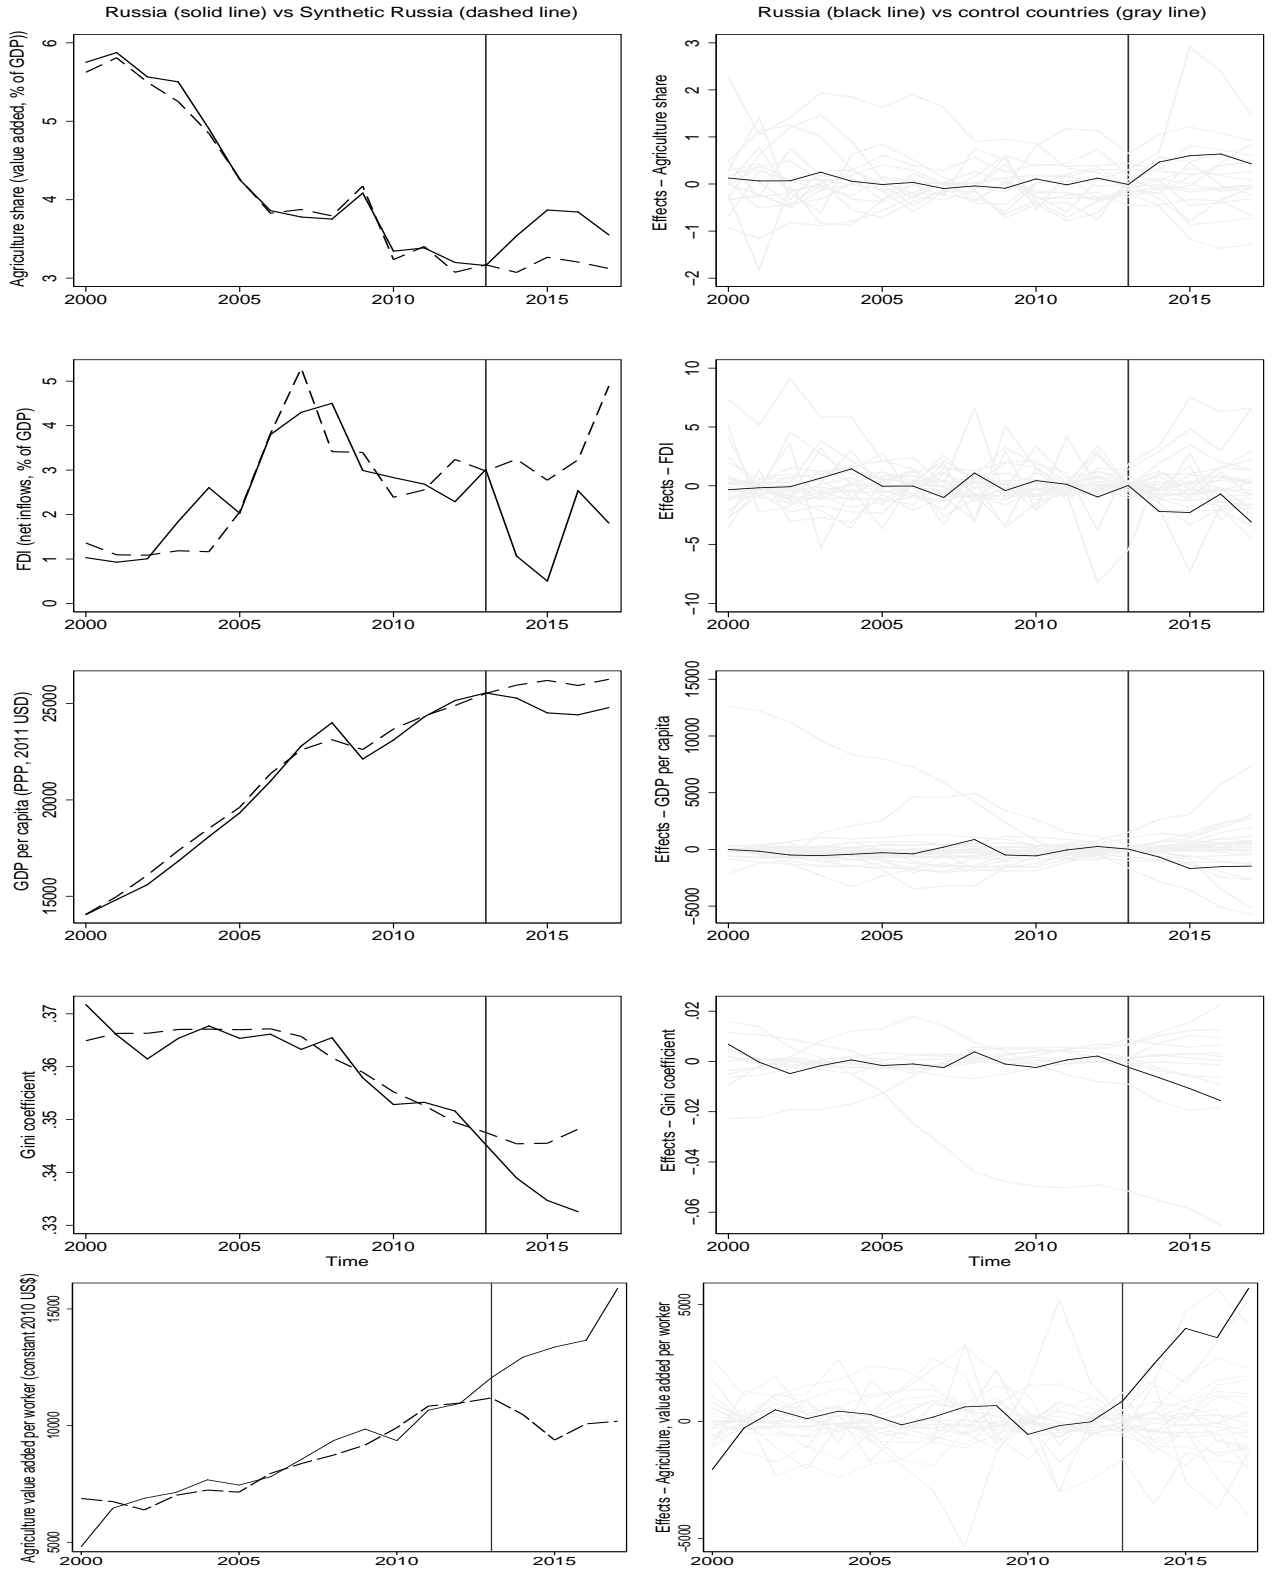 Russia (solid line) vs Synthetic Russia (dashed line)
Agriculture share (value added, % of GDP))
6
5
4
3
2000 2005 2010 2015
Russia (black line) vs control countries (gray line)
Effects − Agriculture share
3
2
1
0
−1
−2
2000 2005 2010 2015
FDI (net inflows, % of GDP)
5
4
3
2
1
0
2000 2005 2010 2015
Effects − FDI
10
5
0
−5
−10
2000 2005 2010 2015
GDP per capita (PPP, 2011 USD)
25000
20000
15000
2000 2005 2010 2015
Effects − GDP per capita
15000
10000
5000
0
−5000
2000 2005 2010 2015
Gini coefficient
.37
.36
.35
.34
.33
2000 2005 2010 2015
Time
Effects − Gini coefficient
.02
0
−.02
−.04
−.06
2000 2005 2010 2015
Time
Agriculture value added per worker (constant 2010 US$)
15000
10000
5000
2000 2005 2010 2015
Effects − Agriculture, value added per worker
5000
0
−5000
2000 2005 2010 2015